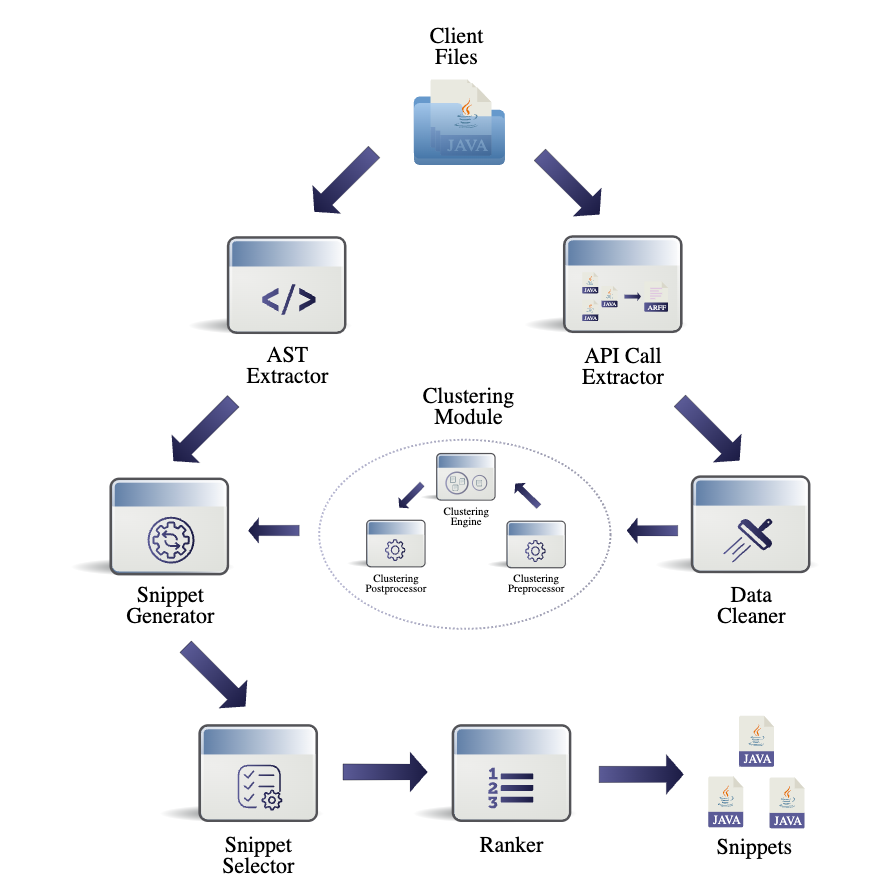 Client
Files
JAVA
</>
JAVA
JAVA
JAVA
ARFF
AST
Extractor
API Call
Extractor
Clustering
Module
Clustering
Engine
Clustering
Postprocessor
Clustering
Preprocessor
Snippet
Generator
Data
Cleaner
1
2
3
JAVA
JAVA
JAVA
Snippet
Selector
Ranker
Snippets